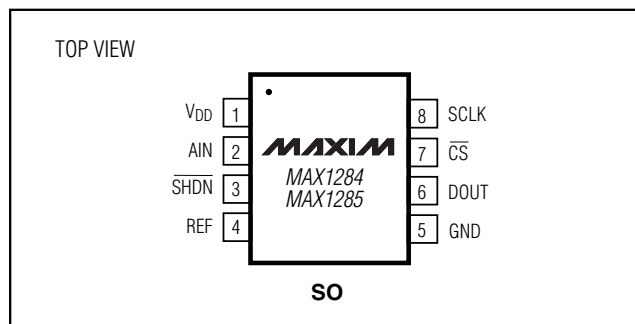 TOP VIEW
VDD 1
AIN 2
SHDN 3
REF 4
MAXIM
MAX1284
MAX1285
8 SCLK
7 CS
6 DOUT
5 GND
SO